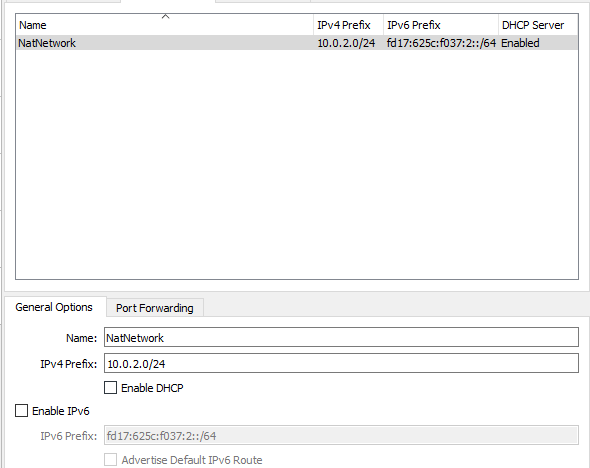 Name IPv4 Prefix IPv6 Prefix DHCP Server
NatNetwork 10.0.2.0/24 fd17:625c:f037:2::/64 Enabled
General Options Port Forwarding
Name: NatNetwork
IPv4 Prefix: 10.0.2.0/24
Enable DHCP
Enable IPv6
IPv6 Prefix: fd17:625c:f037:2::/64
Advertise Default IPv6 Route